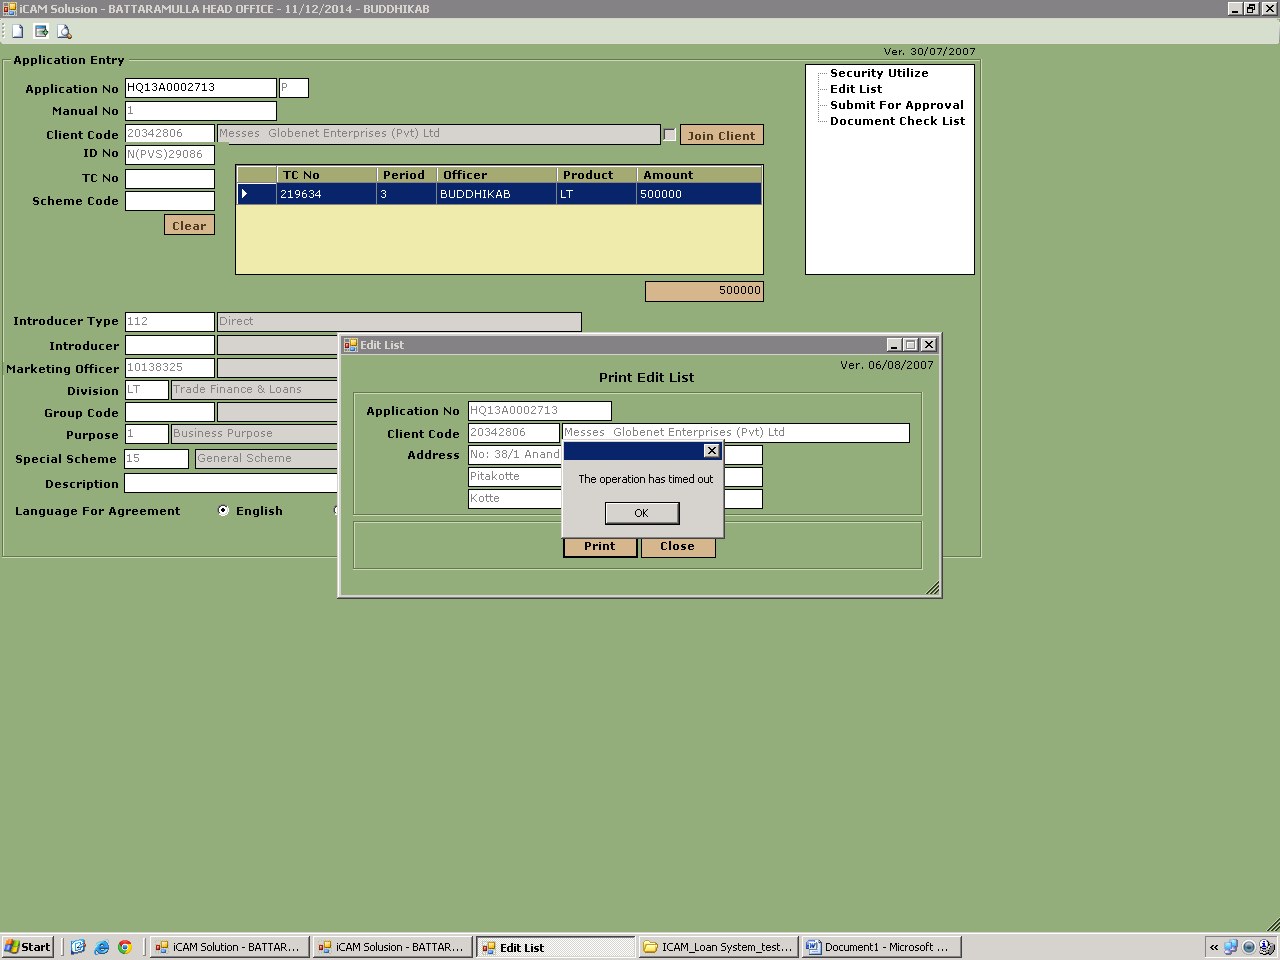 iCAM Solusion - BATTARAMULLA HEAD OFFICE - 11/12/2014 - BUDDHIKAB
Ver. 30/07/2007
Application Entry
Application No HQ13A0002713 P
Manual No 1
Client Code 20342806 Messes Globenet Enterprises (Pvt) Ltd Join Client
ID No N(PVS)29086
TC No
Scheme Code
Clear
TC No Period Officer Product Amount
219634 3 BUDDHIKAB LT 500000
500000
Security Utilize
Edit List
Submit For Approval
Document Check List
Introducer Type 112 Direct
Introducer
Marketing Officer 10138325
Division LT Trade Finance & Loans
Group Code
Purpose 1 Business Purpose
Special Scheme 15 General Scheme
Description
Language For Agreement English
Edit List
Ver. 06/08/2007
Print Edit List
Application No HQ13A0002713
Client Code 20342806 Messes Globenet Enterprises (Pvt) Ltd
Address No: 38/1 Anand
Pitakotte
Kotte
The operation has timed out
OK
Print Close
Start iCAM Solution - BATTAR... iCAM Solusion - BATTAR... Edit List ICAM_Loan System_test... Document1 - Microsoft ... «